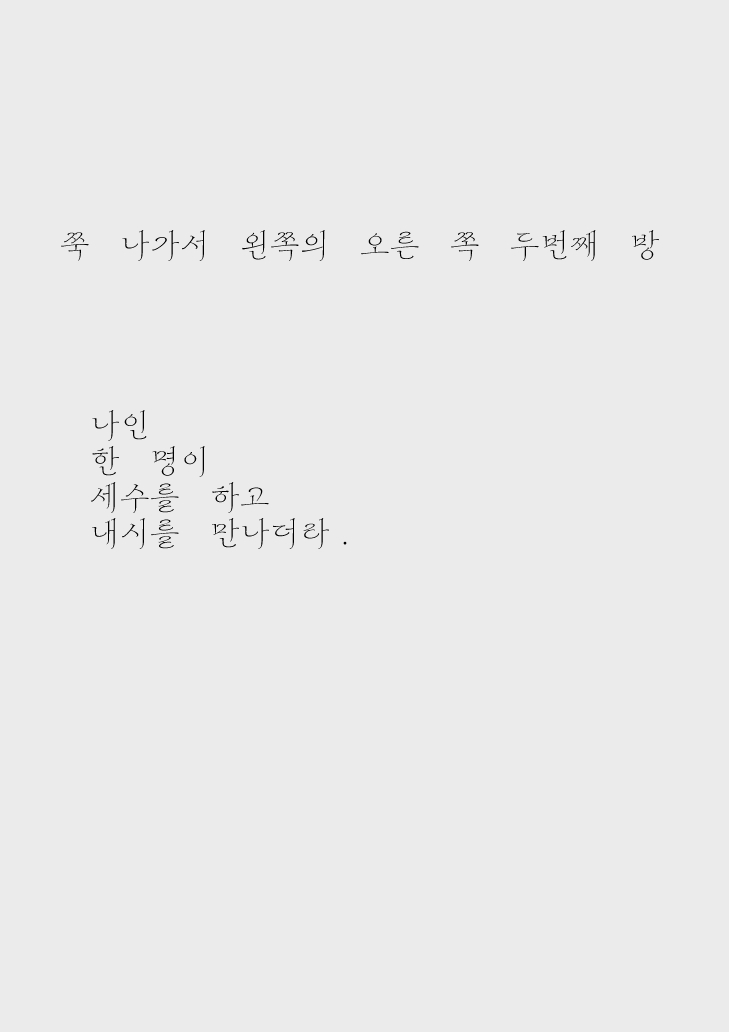 쭉 나가서 왼쪽의 오른 쪽 두번째 방
나인
한 명이
세수를 하고
내시를 만나더라 .